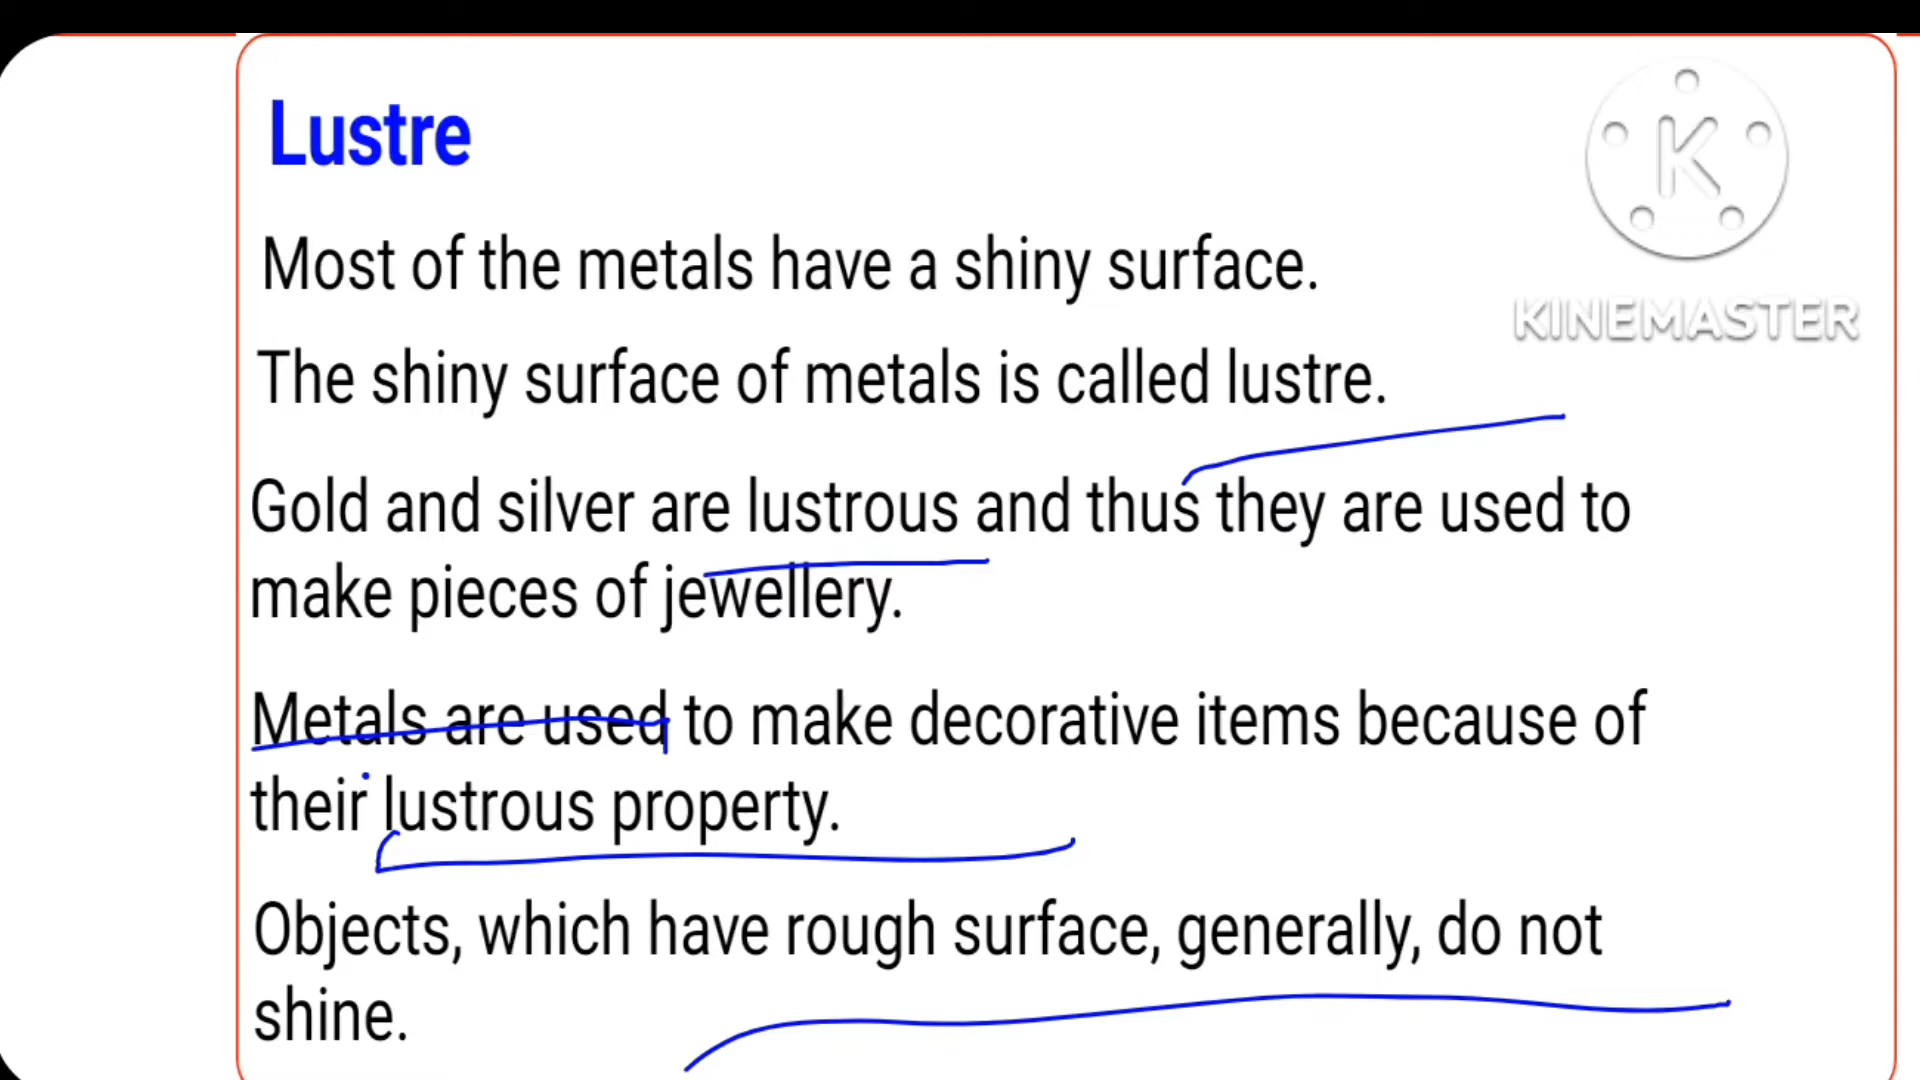 Lustre
K
KINEMASTER
Most of the metals have a shiny surface.
The shiny surface of metals is called lustre.
Gold and silver are lustrous and thus they are used to
make pieces of jewellery.
Metals are used to make decorative items because of
their lustrous property.
Objects, which have rough surface, generally, do not
shine.